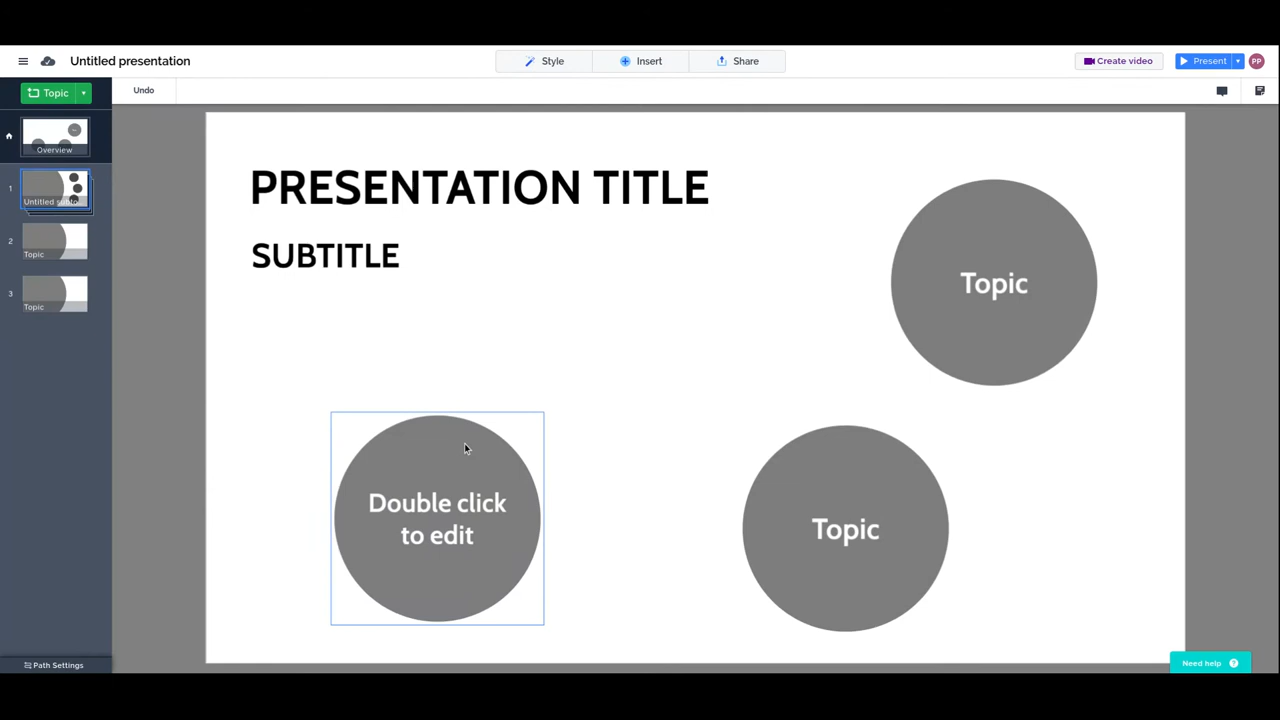 Untitled presentation
Style
Insert
Share
Create video
Present
PP
Topic
Undo
Overview
1
Untitled subto...
2
Topic
3
Topic
PRESENTATION TITLE
SUBTITLE
Topic
Double click
to edit
Topic
Path Settings
Need help ?